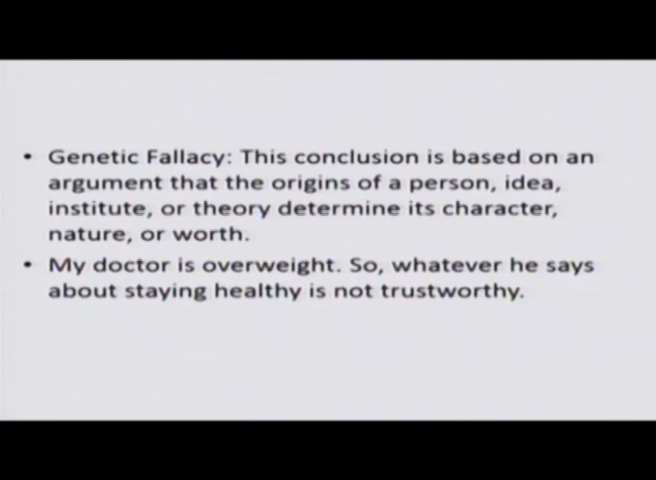 • Genetic Fallacy: This conclusion is based on an
argument that the origins of a person, idea,
institute, or theory determine its character,
nature, or worth.
• My doctor is overweight. So, whatever he says
about staying healthy is not trustworthy.